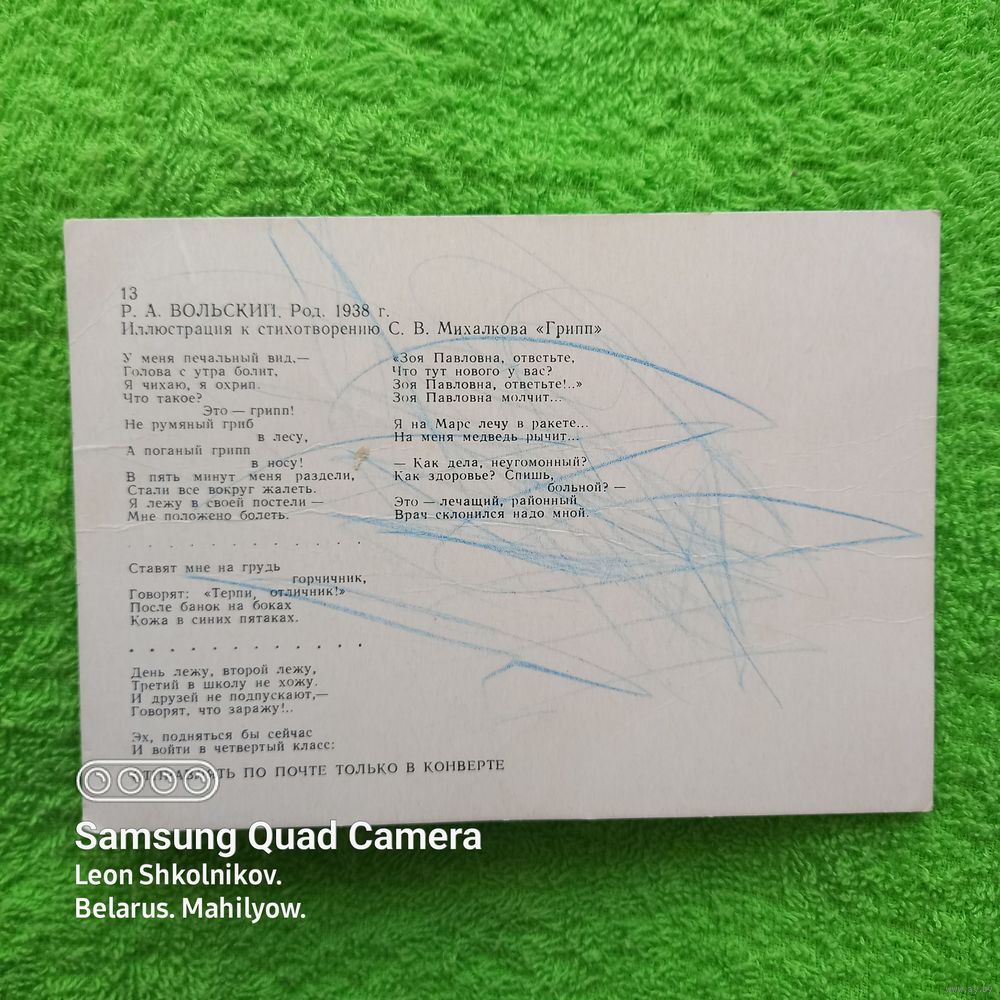 13
Р. А. ВОЛЬСКИЙ. Род. 1938 г.
Иллюстрация к стихотворению С. В. Михалкова «Грипп»
У меня печальный вид,—
Голова с утра болит,
Я чихаю, я охрип.
Что такое?
Это — грипп!
Не румяный гриб
в лесу,
А поганый грипп
в носу!
В пять минут меня раздели,
Стали все вокруг жалеть.
Я лежу в своей постели —
Мне положено болеть.
. . . . . . . . . . . .
Ставят мне на грудь
горчичник,
Говорят: «Терпи, отличник!»
После банок на боках
Кожа в синих пятаках.
. . . . . . . . . . . .
День лежу, второй лежу,
Третий в школу не хожу.
И друзей не подпускают,—
Говорят, что заражу!..
Эх, подняться бы сейчас
И войти в четвертый класс:
«Зоя Павловна, ответьте,
Что тут нового у вас?
Зоя Павловна, ответьте!..»
Зоя Павловна молчит...
Я на Марс лечу в ракете...
На меня медведь рычит...
— Как дела, неугомонный?
Как здоровье? Спишь,
больной? —
Это — лечащий, районный
Врач склонился надо мной.
ОТПРАВЛЯТЬ ПО ПОЧТЕ ТОЛЬКО В КОНВЕРТЕ
Samsung Quad Camera
Leon Shkolnikov.
Belarus. Mahilyow.
www.ay.by